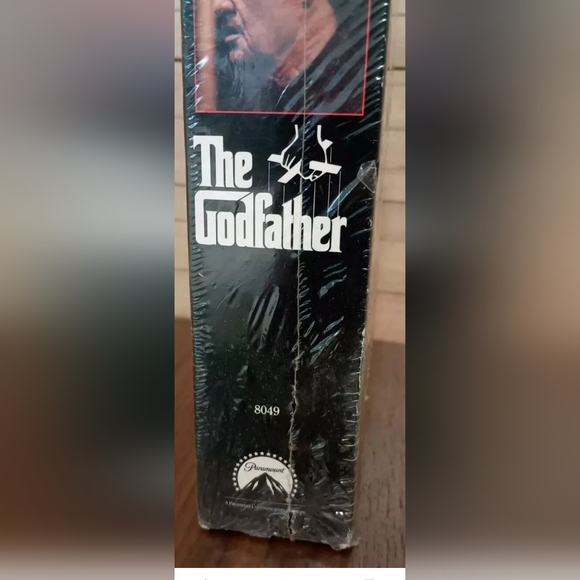 The
Godfather
8049
Paramount